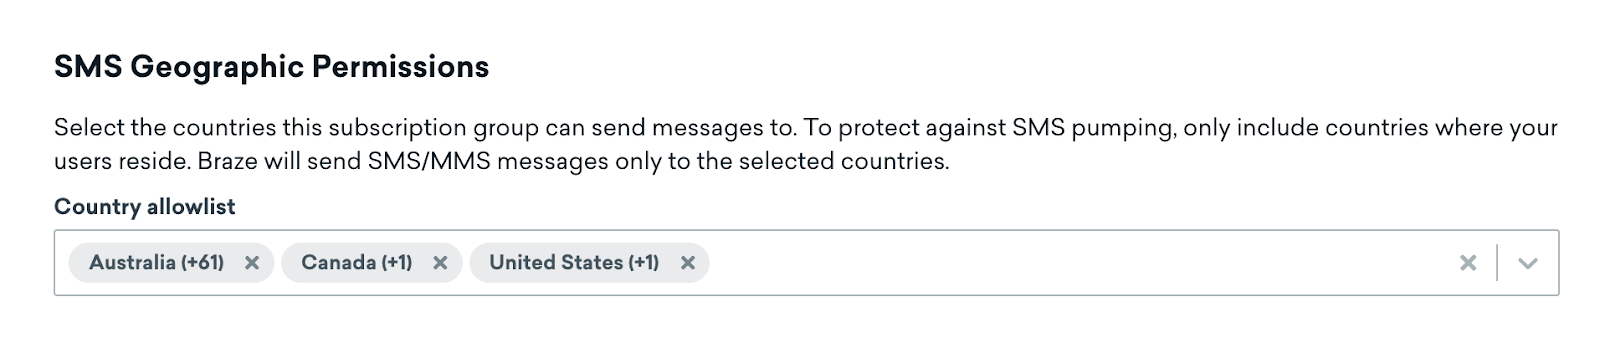 SMS Geographic Permissions
Select the countries this subscription group can send messages to. To protect against SMS pumping, only include countries where your
users reside. Braze will send SMS/MMS messages only to the selected countries.
Country allowlist
Australia (+61) Canada (+1) United States (+1)